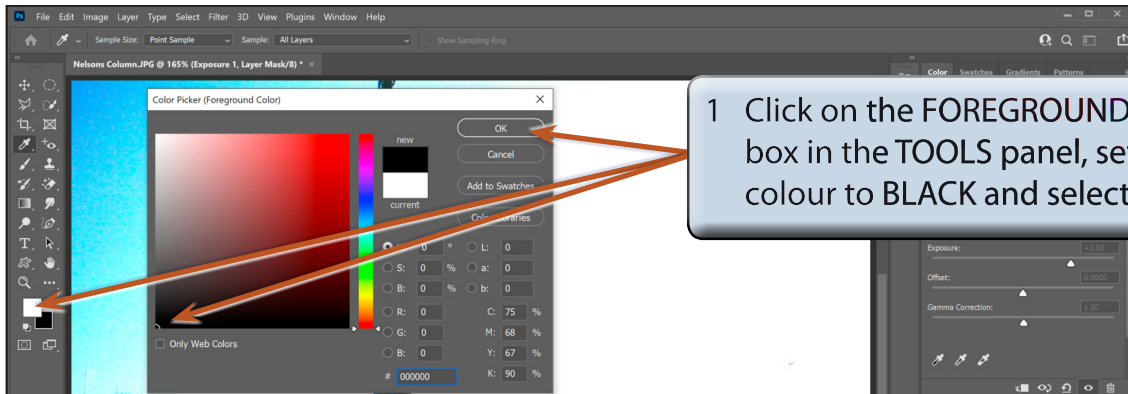 Ps File Edit Image Layer Type Select Filter 3D View Plugins Window Help
Sample Size: Point Sample Sample: All Layers Show Sampling Ring
Nelsons Column.JPG @ 165% (Exposure 1, Layer Mask/8) * ×
Color Swatches Gradients Patterns
Color Picker (Foreground Color)
OK
new
Cancel
Add to Swatches
current
Color Libraries
0 ° L: 0
S: 0 % a: 0
B: 0 % b: 0
R: 0 C: 75 %
G: 0 M: 68 %
B: 0 Y: 67 %
# 000000 K: 90 %
Only Web Colors
1 Click on the FOREGROUND
box in the TOOLS panel, set
colour to BLACK and select
Exposure: +3.50
Offset: 0.0000
Gamma Correction: 1.00